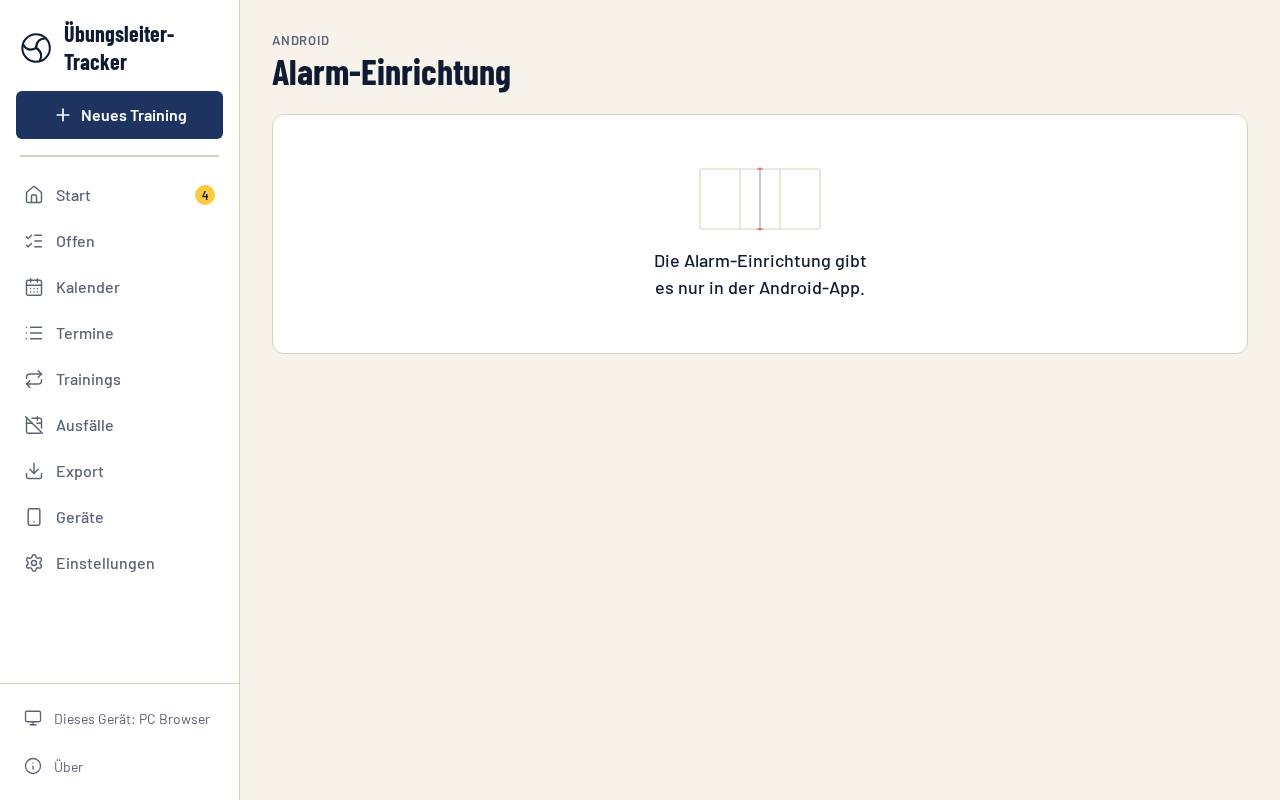 Übungsleiter-
Tracker
Neues Training
Start
4
Offen
Kalender
Termine
Trainings
Ausfälle
Export
Geräte
Einstellungen
Dieses Gerät: PC Browser
Über
ANDROID
Alarm-Einrichtung
Die Alarm-Einrichtung gibt
es nur in der Android-App.